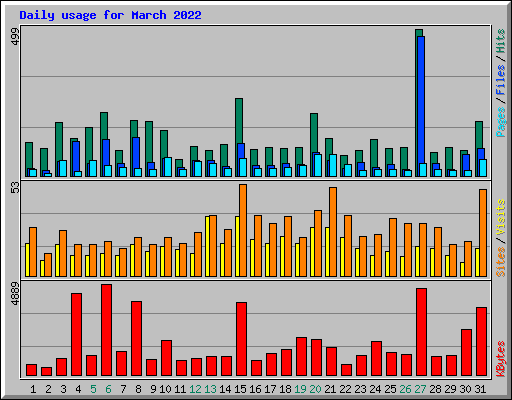 Daily usage for March 2022
499
Pages / Files / Hits
53
Sites / Visits
4889
KBytes
1 2 3 4 5 6 7 8 9 10 11 12 13 14 15 16 17 18 19 20 21 22 23 24 25 26 27 28 29 30 31